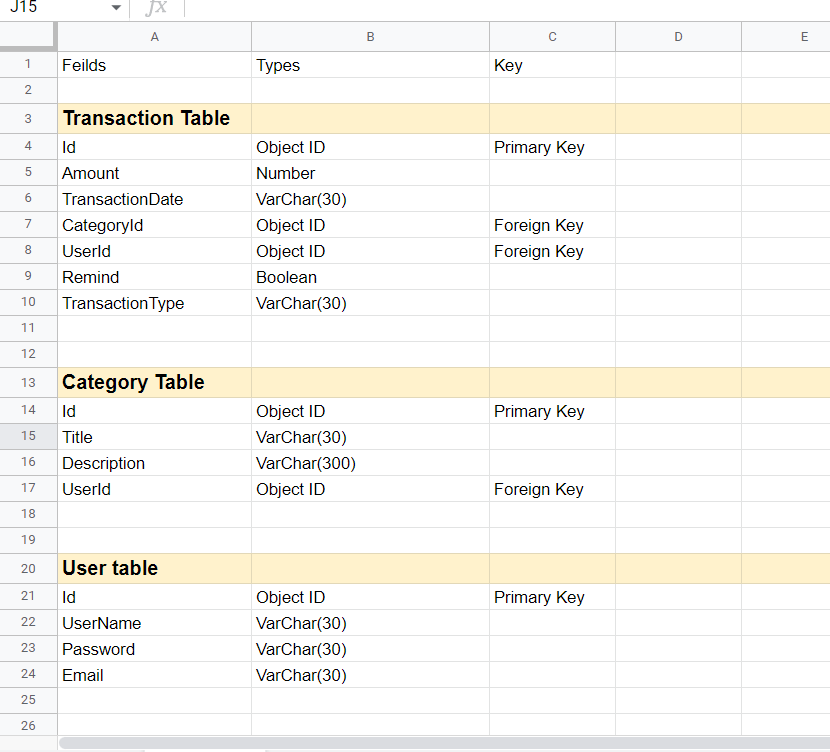 J15 fx
A B C D E
1 Feilds Types Key
2
3 Transaction Table
4 Id Object ID Primary Key
5 Amount Number
6 TransactionDate VarChar(30)
7 CategoryId Object ID Foreign Key
8 UserId Object ID Foreign Key
9 Remind Boolean
10 TransactionType VarChar(30)
11
12
13 Category Table
14 Id Object ID Primary Key
15 Title VarChar(30)
16 Description VarChar(300)
17 UserId Object ID Foreign Key
18
19
20 User table
21 Id Object ID Primary Key
22 UserName VarChar(30)
23 Password VarChar(30)
24 Email VarChar(30)
25
26